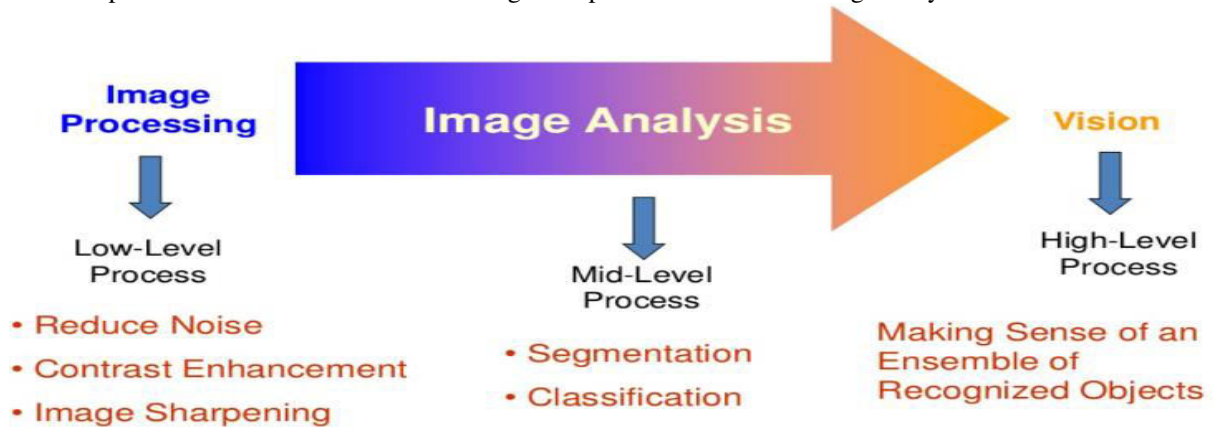 Image
Processing
Image Analysis
Vision
Low-Level
Process
Mid-Level
Process
High-Level
Process
• Reduce Noise
• Contrast Enhancement
• Image Sharpening
• Segmentation
• Classification
Making Sense of an
Ensemble of
Recognized Objects